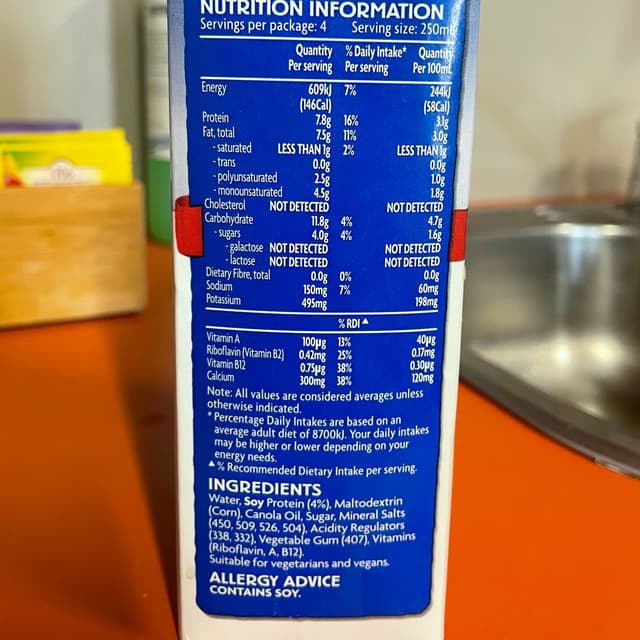 NUTRITION INFORMATION
Servings per package: 4 Serving size: 250ml
Quantity % Daily Intake* Quantity
Per serving Per serving Per 100mL
Energy 609kJ 7% 244kJ
(146Cal) (58Cal)
Protein 7.8g 16% 3.1g
Fat, total 7.5g 11% 3.0g
- saturated LESS THAN 1g 2% LESS THAN 1g
- trans 0.0g 0.0g
- polyunsaturated 2.5g 1.0g
- monounsaturated 4.5g 1.8g
Cholesterol NOT DETECTED NOT DETECTED
Carbohydrate 11.8g 4% 4.7g
- sugars 4.0g 4% 1.6g
- galactose NOT DETECTED NOT DETECTED
- lactose NOT DETECTED NOT DETECTED
Dietary Fibre, total 0.0g 0% 0.0g
Sodium 150mg 7% 60mg
Potassium 495mg 198mg
% RDI ▲
Vitamin A 100µg 13% 40µg
Riboflavin (Vitamin B2) 0.42mg 25% 0.17mg
Vitamin B12 0.75µg 38% 0.30µg
Calcium 300mg 38% 120mg
Note: All values are considered averages unless
otherwise indicated.
* Percentage Daily Intakes are based on an
average adult diet of 8700kJ. Your daily intakes
may be higher or lower depending on your
energy needs.
▲% Recommended Dietary Intake per serving.
INGREDIENTS
Water, Soy Protein (4%), Maltodextrin
(Corn), Canola Oil, Sugar, Mineral Salts
(450, 509, 526, 504), Acidity Regulators
(338, 332), Vegetable Gum (407), Vitamins
(Riboflavin, A, B12).
Suitable for vegetarians and vegans.
ALLERGY ADVICE
CONTAINS SOY.